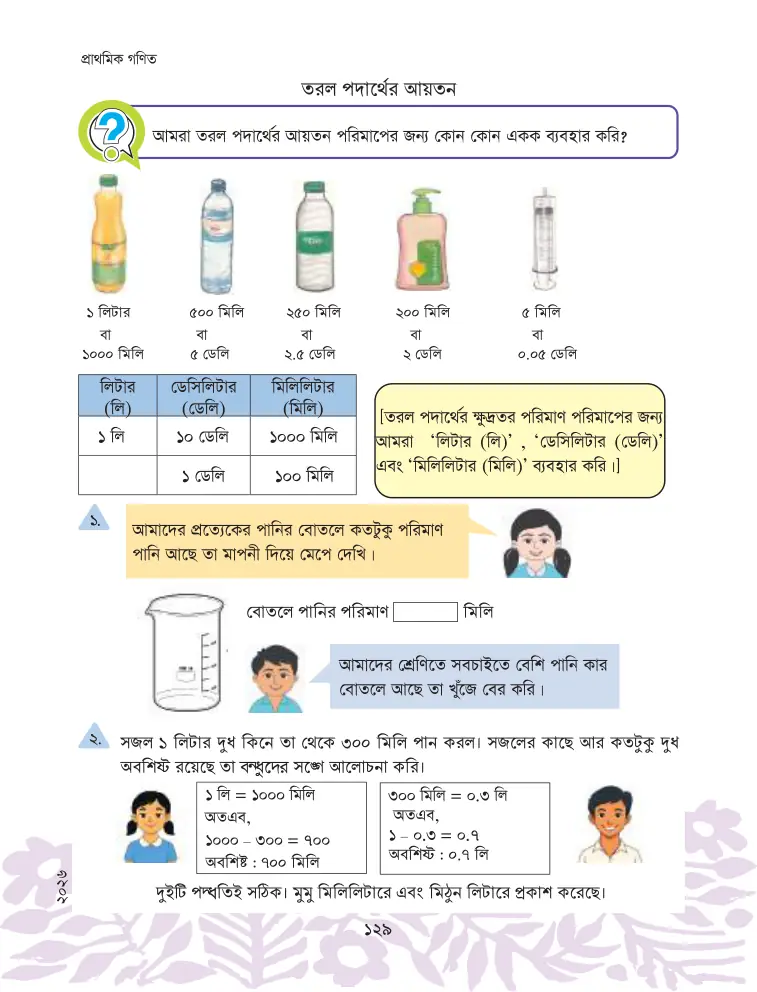 প্রাথমিক গণিত
তরল পদার্থের আয়তন
আমরা তরল পদার্থের আয়তন পরিমাপের জন্য কোন কোন একক ব্যবহার করি?
১ লিটার ৫০০ মিলি ২৫০ মিলি ২০০ মিলি ৫ মিলি
বা বা বা বা বা
১০০০ মিলি ৫ ডেলি ২.৫ ডেলি ২ ডেলি ০.০৫ ডেলি
লিটার ডেসিলিটার মিলিলিটার
(লি) (ডেলি) (মিলি)
১ লি ১০ ডেলি ১০০০ মিলি
১ ডেলি ১০০ মিলি
[তরল পদার্থের ক্ষুদ্রতর পরিমাণ পরিমাপের জন্য
আমরা ‘লিটার (লি)’ , ‘ডেসিলিটার (ডেলি)’
এবং ‘মিলিলিটার (মিলি)’ ব্যবহার করি।]
১.
আমাদের প্রত্যেকের পানির বোতলে কতটুকু পরিমাণ
পানি আছে তা মাপনী দিয়ে মেপে দেখি।
বোতলে পানির পরিমাণ মিলি
আমাদের শ্রেণিতে সবচাইতে বেশি পানি কার
বোতলে আছে তা খুঁজে বের করি।
২.
সজল ১ লিটার দুধ কিনে তা থেকে ৩০০ মিলি পান করল। সজলের কাছে আর কতটুকু দুধ
অবশিষ্ট রয়েছে তা বন্ধুদের সঙ্গে আলোচনা করি।
১ লি = ১০০০ মিলি
অতএব,
১০০০ – ৩০০ = ৭০০
অবশিষ্ট : ৭০০ মিলি
৩০০ মিলি = ০.৩ লি
অতএব,
১ – ০.৩ = ০.৭
অবশিষ্ট : ০.৭ লি
দুইটি পদ্ধতিই সঠিক। মুমু মিলিলিটারে এবং মিঠুন লিটারে প্রকাশ করেছে।
২০২৬
১২৯